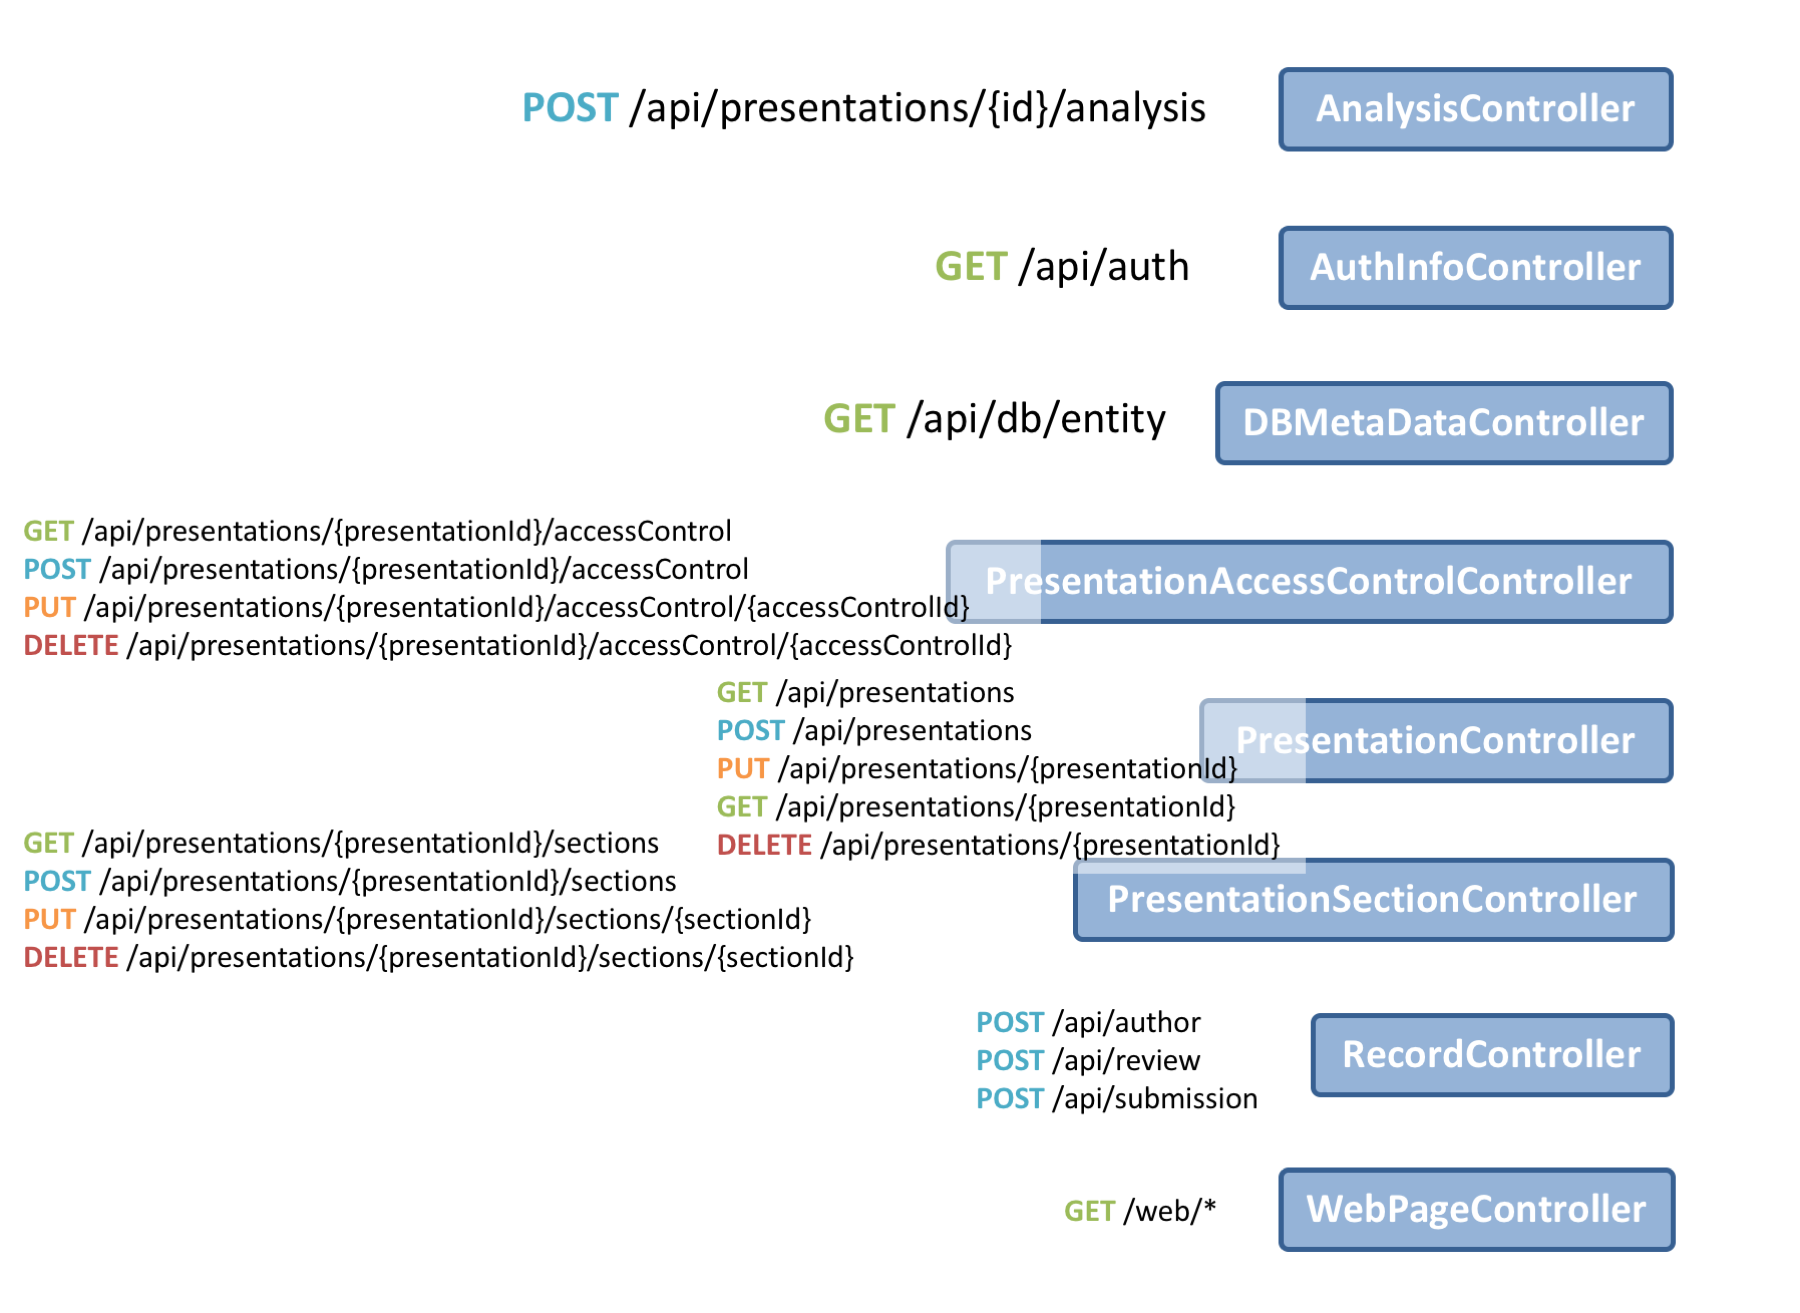 POST /api/presentations/{id}/analysis
AnalysisController
GET /api/auth
AuthInfoController
GET /api/db/entity
DBMetaDataController
GET /api/presentations/{presentationId}/accessControl
POST /api/presentations/{presentationId}/accessControl
PUT /api/presentations/{presentationId}/accessControl/{accessControlId}
DELETE /api/presentations/{presentationId}/accessControl/{accessControlId}
PresentationAccessControlController
GET /api/presentations
POST /api/presentations
PUT /api/presentations/{presentationId}
GET /api/presentations/{presentationId}
DELETE /api/presentations/{presentationId}
PresentationController
GET /api/presentations/{presentationId}/sections
POST /api/presentations/{presentationId}/sections
PUT /api/presentations/{presentationId}/sections/{sectionId}
DELETE /api/presentations/{presentationId}/sections/{sectionId}
PresentationSectionController
POST /api/author
POST /api/review
POST /api/submission
RecordController
GET /web/*
WebPageController